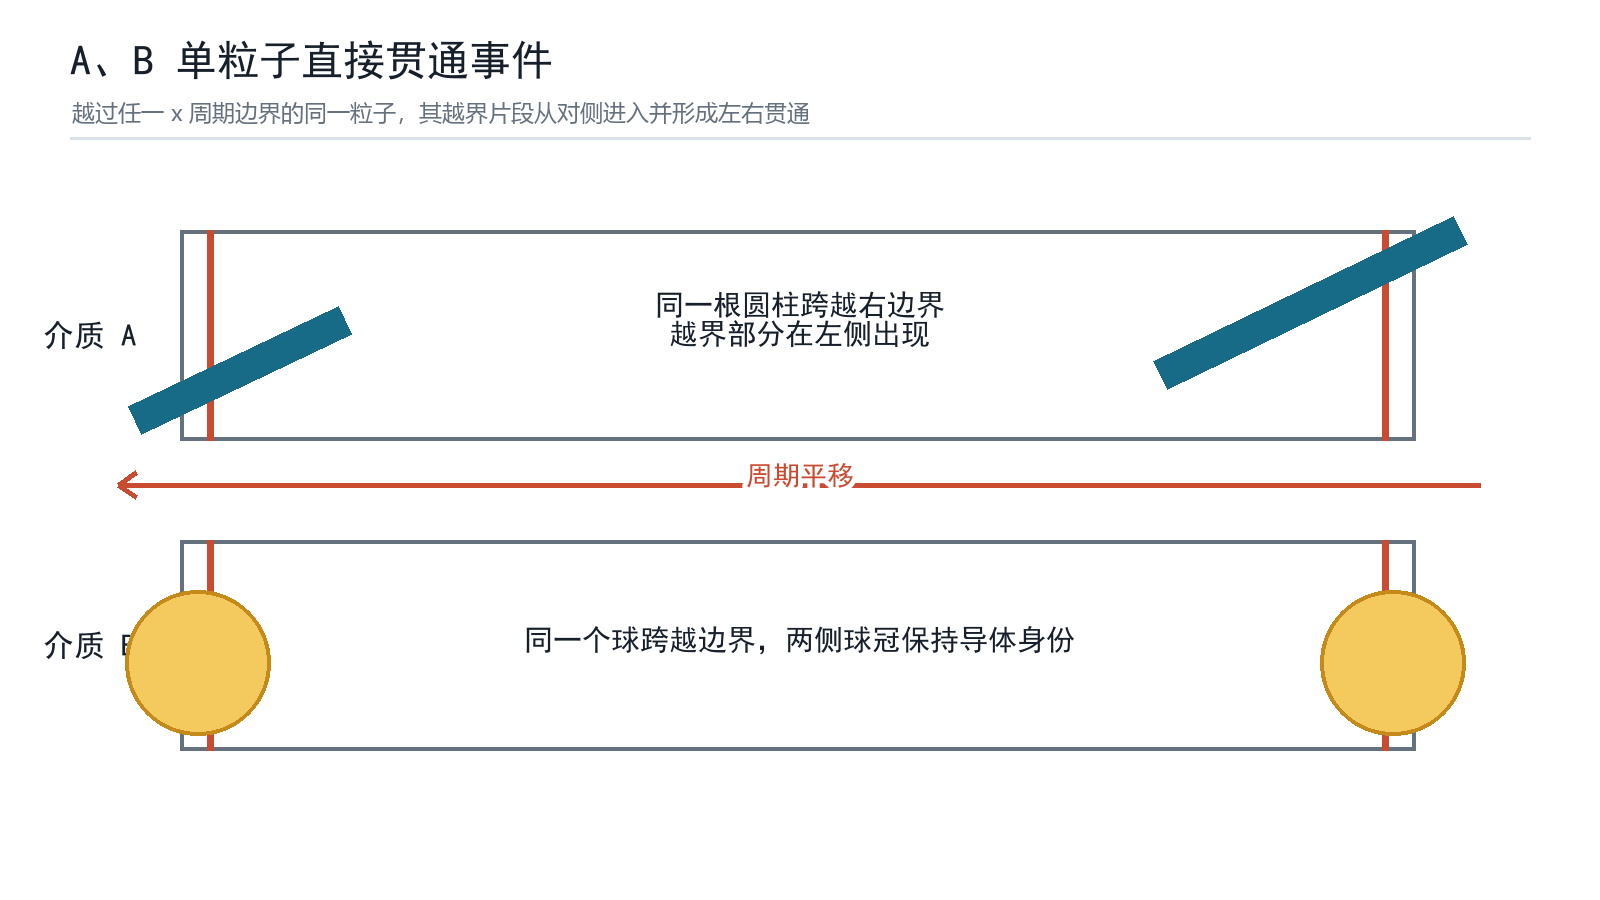 A、B 单粒子直接贯通事件
越过任一 x 周期边界的同一粒子，其越界片段从对侧进入并形成左右贯通
同一根圆柱跨越右边界
越界部分在左侧出现
介质 A
周期平移
同一个球跨越边界，两侧球冠保持导体身份
介质